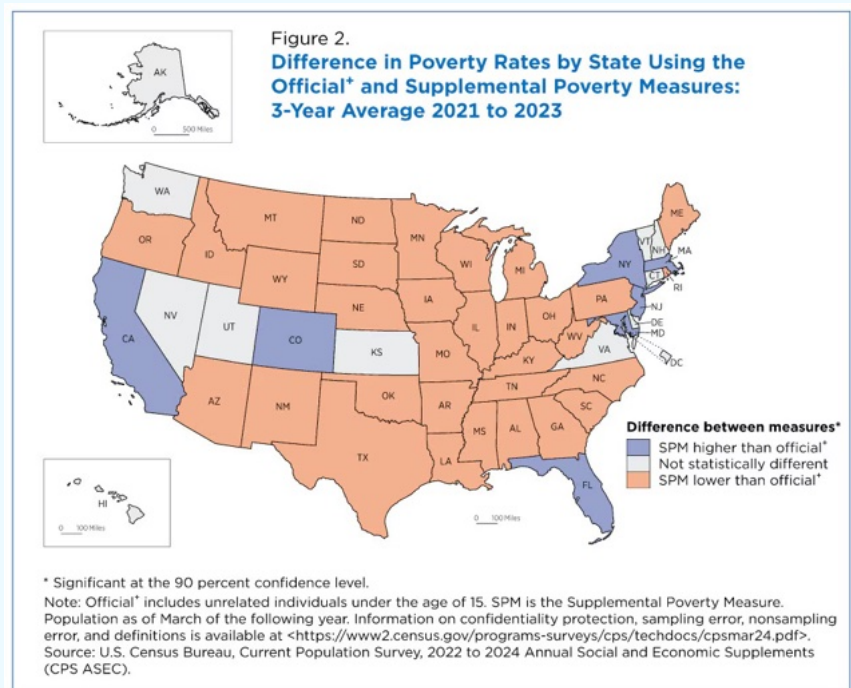 Figure 2.
Difference in Poverty Rates by State Using the
Official⁺ and Supplemental Poverty Measures:
3-Year Average 2021 to 2023
AK
0 500 Miles
WA
MT
ND
MN
ME
OR
ID
SD
WI
MI
VT
NH
MA
NY
WY
CT
RI
IA
NE
PA
NJ
NV
IL
IN
OH
DE
MD
UT
CA
CO
KS
MO
WV
VA
KY
DC
AZ
NM
OK
AR
TN
NC
SC
MS
AL
GA
TX
LA
FL
Difference between measures*
SPM higher than official⁺
Not statistically different
SPM lower than official⁺
HI
0 100 Miles
0 100 Miles
* Significant at the 90 percent confidence level.
Note: Official⁺ includes unrelated individuals under the age of 15. SPM is the Supplemental Poverty Measure.
Population as of March of the following year. Information on confidentiality protection, sampling error, nonsampling
error, and definitions is available at <https://www2.census.gov/programs-surveys/cps/techdocs/cpsmar24.pdf>.
Source: U.S. Census Bureau, Current Population Survey, 2022 to 2024 Annual Social and Economic Supplements
(CPS ASEC).